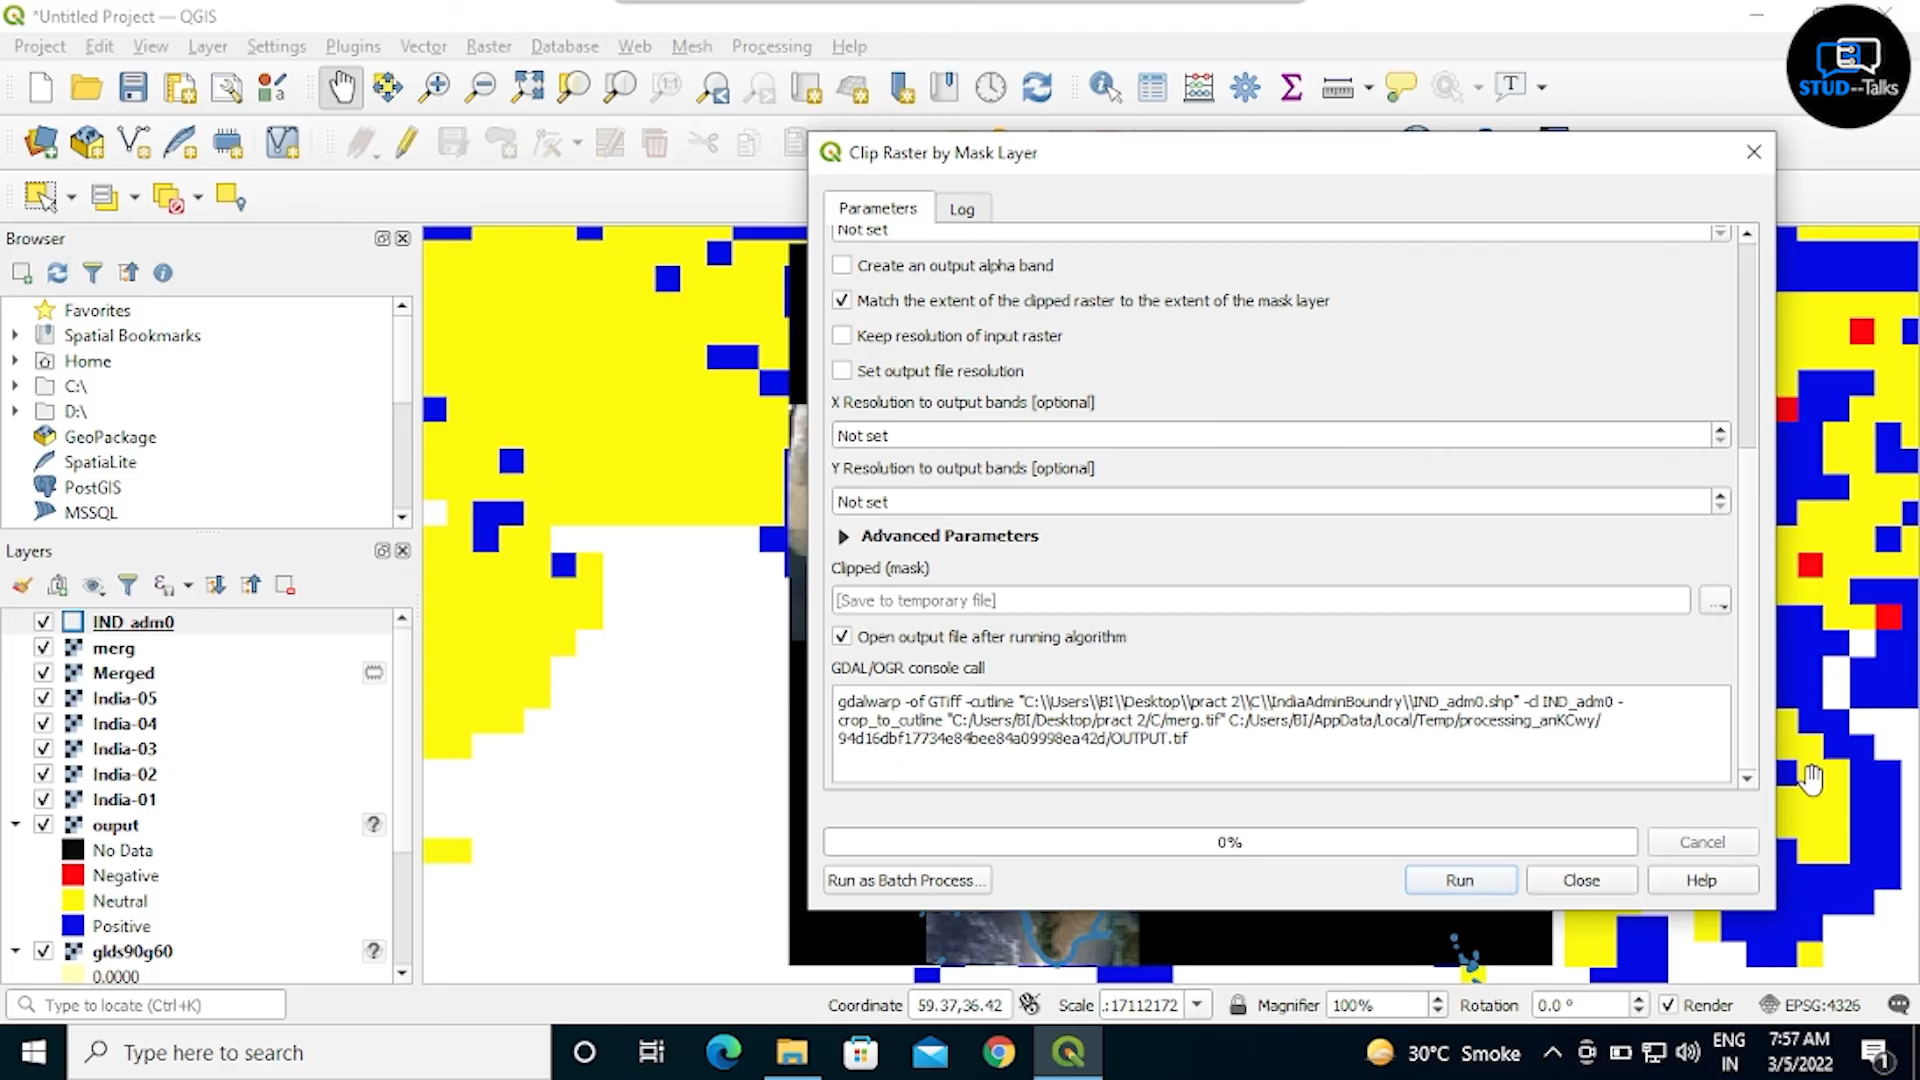 *Untitled Project — QGIS
Project Edit View Layer Settings Plugins Vector Raster Database Web Mesh Processing Help
STUD--Talks
Clip Raster by Mask Layer
Parameters Log
Not set
Create an output alpha band
Match the extent of the clipped raster to the extent of the mask layer
Keep resolution of input raster
Set output file resolution
X Resolution to output bands [optional]
Not set
Y Resolution to output bands [optional]
Not set
Advanced Parameters
Clipped (mask)
[Save to temporary file]
...
Open output file after running algorithm
GDAL/OGR console call
gdalwarp -of GTiff -cutline "C:\\Users\\BI\\Desktop\\pract 2\\C\\IndiaAdminBoundry\\IND_adm0.shp" -cl IND_adm0 -
crop_to_cutline "C:/Users/BI/Desktop/pract 2/C/merg.tif" C:/Users/BI/AppData/Local/Temp/processing_anKCwy/
94d16dbf17734e84bee84a09998ea42d/OUTPUT.tif
0%
Cancel
Run as Batch Process...
Run
Close
Help
Browser
Favorites
Spatial Bookmarks
Home
C:\
D:\
GeoPackage
SpatiaLite
PostGIS
MSSQL
Layers
IND_adm0
merg
Merged
India-05
India-04
India-03
India-02
India-01
ouput
No Data
Negative
Neutral
Positive
glds90g60
0.0000
Type to locate (Ctrl+K)
Coordinate 59.37,36.42 Scale .:17112172 Magnifier 100% Rotation 0.0 ° Render EPSG:4326
Type here to search
30°C Smoke
ENG
IN
7:57 AM
3/5/2022
1